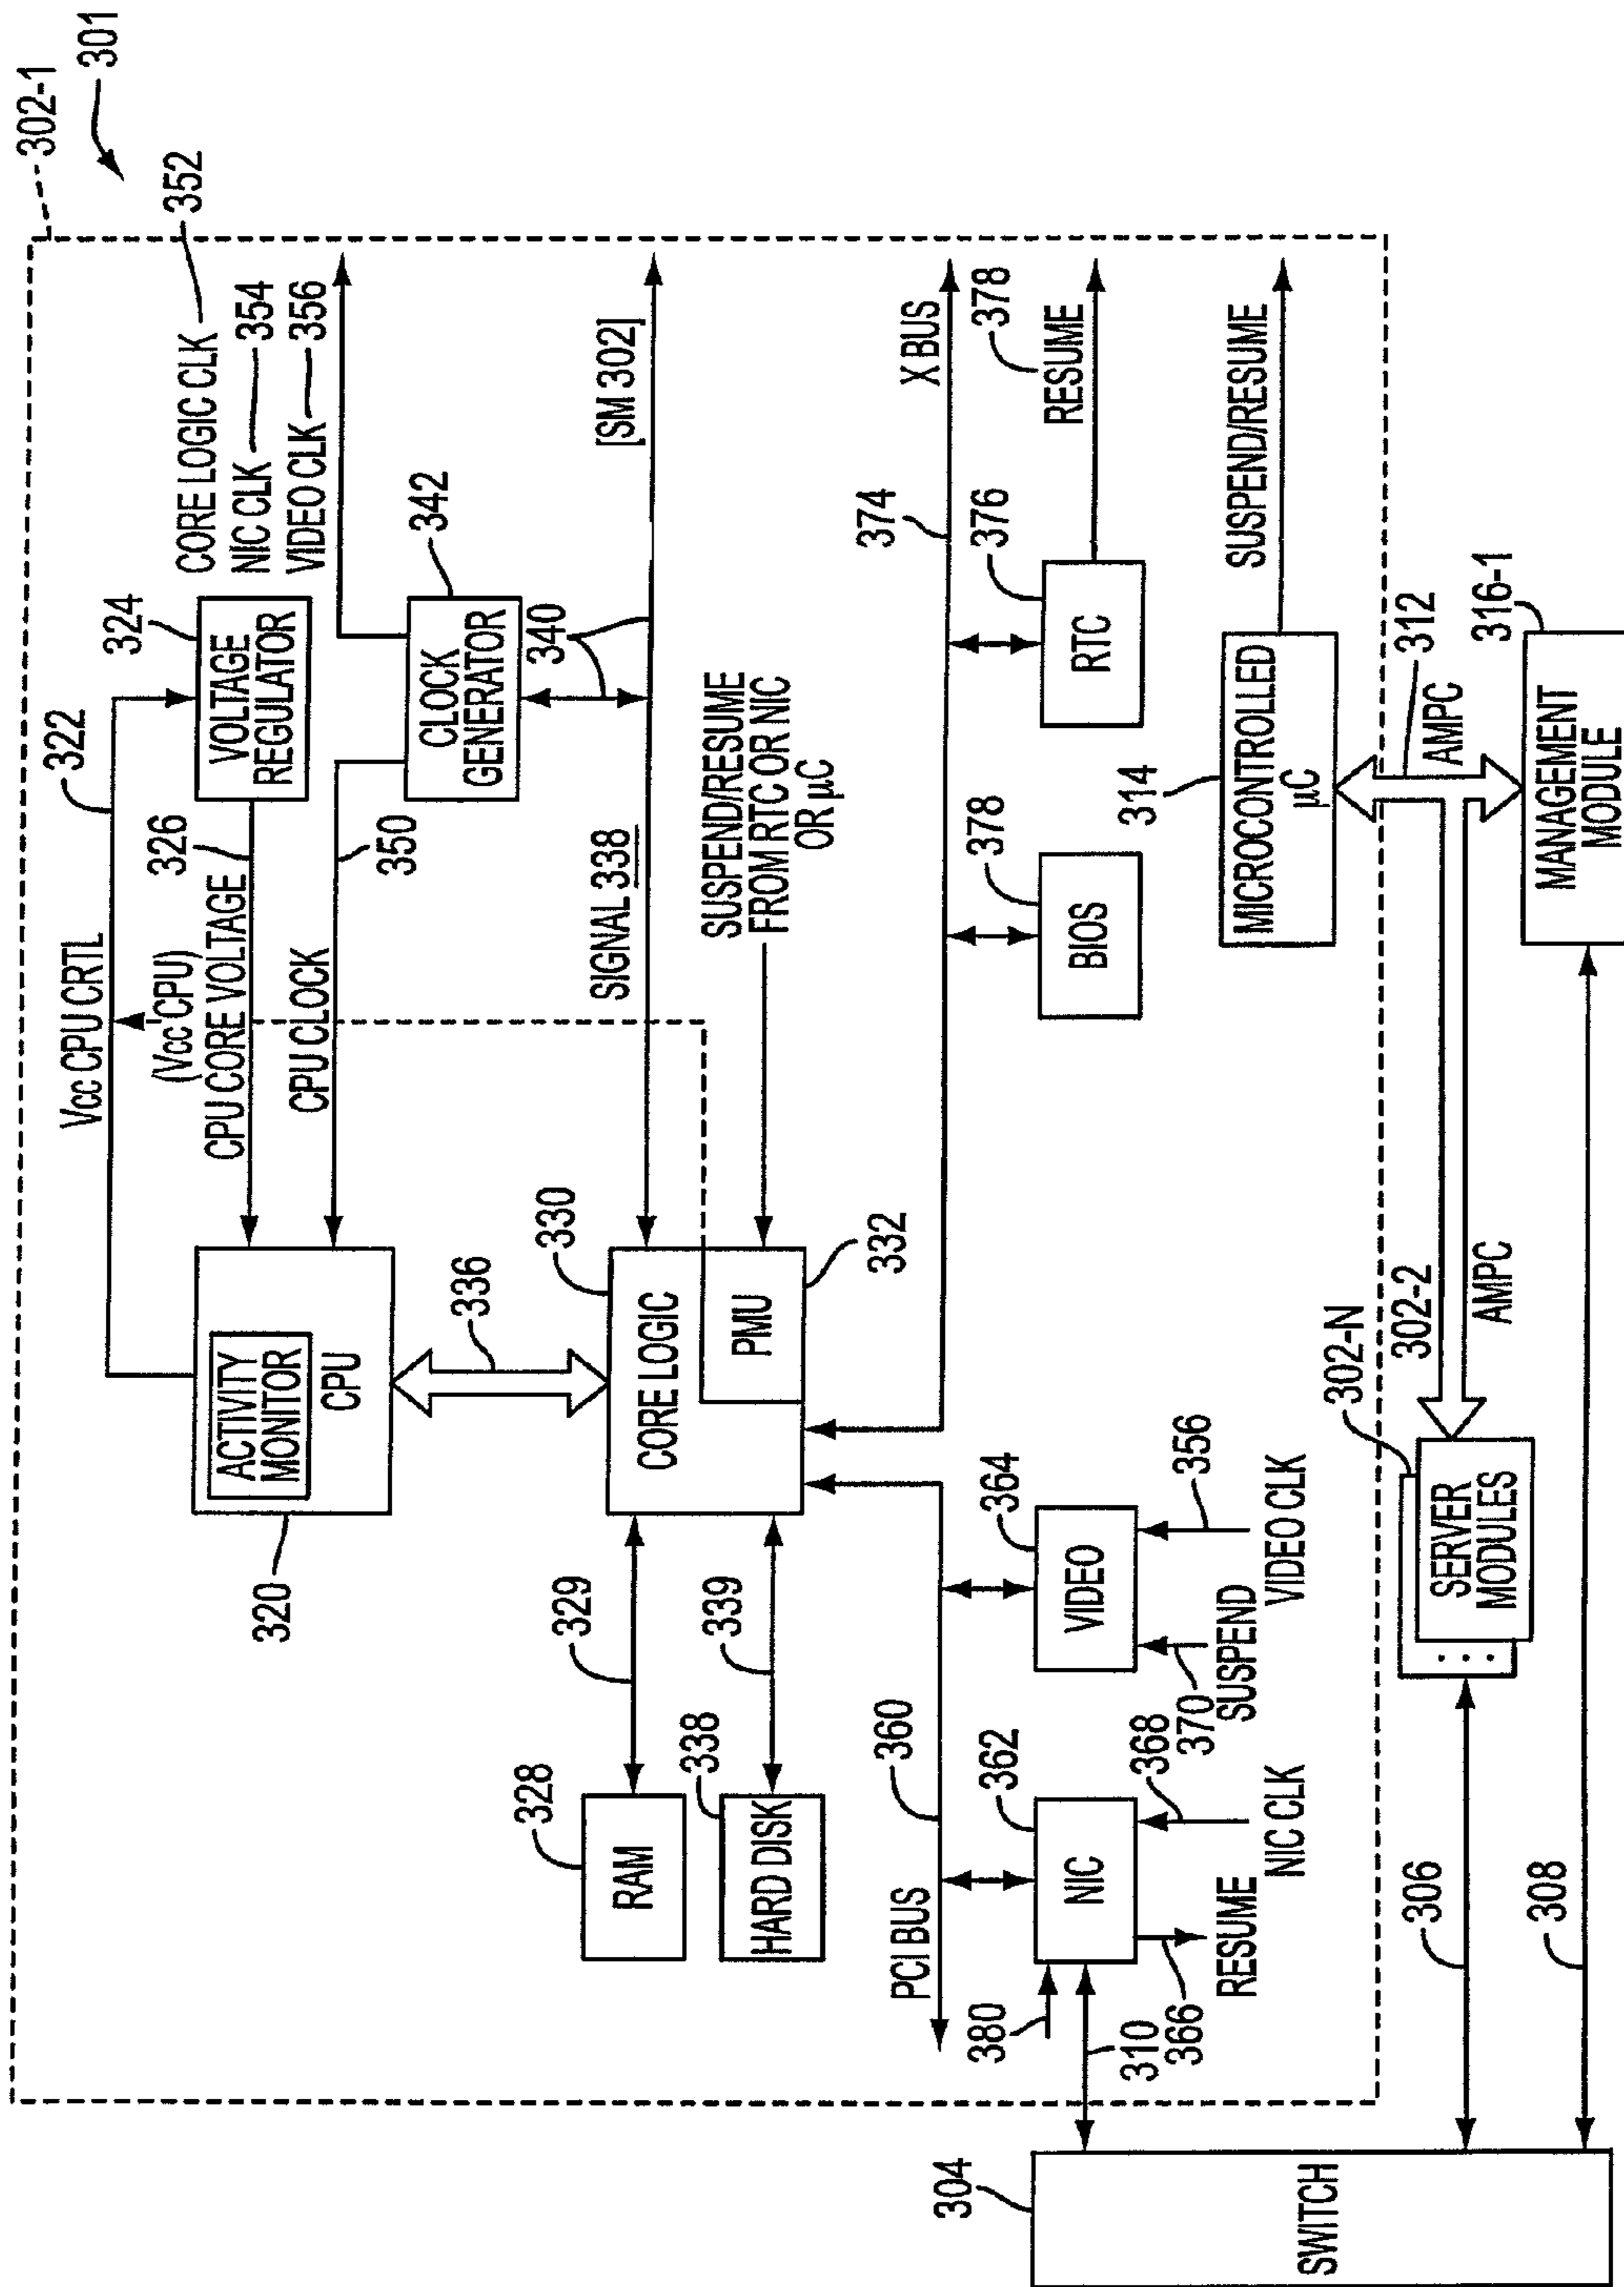 302-1
301
322
324
CORE LOGIC CLK
352
NIC CLK
354
VIDEO CLK
356
Vcc CPU CRTL
VOLTAGE
REGULATOR
326
(Vcc CPU)
CPU CORE VOLTAGE
350
CPU CLOCK
342
CLOCK
GENERATOR
340
ACTIVITY
MONITOR
CPU
320
336
SIGNAL 338
[SM 302]
SUSPEND/RESUME
FROM RTC OR NIC
OR µC
330
CORE LOGIC
PMU
332
328
RAM
329
338
HARD DISK
339
PCI BUS
360
374
X BUS
362
NIC
380
310
366
RESUME
368
NIC CLK
364
VIDEO
370
SUSPEND
356
VIDEO CLK
378
BIOS
376
RTC
378
RESUME
314
MICROCONTROLLED
µC
SUSPEND/RESUME
312
AMPC
316-1
MANAGEMENT
MODULE
302-N
302-2
AMPC
SERVER
MODULES
...
306
308
304
SWITCH